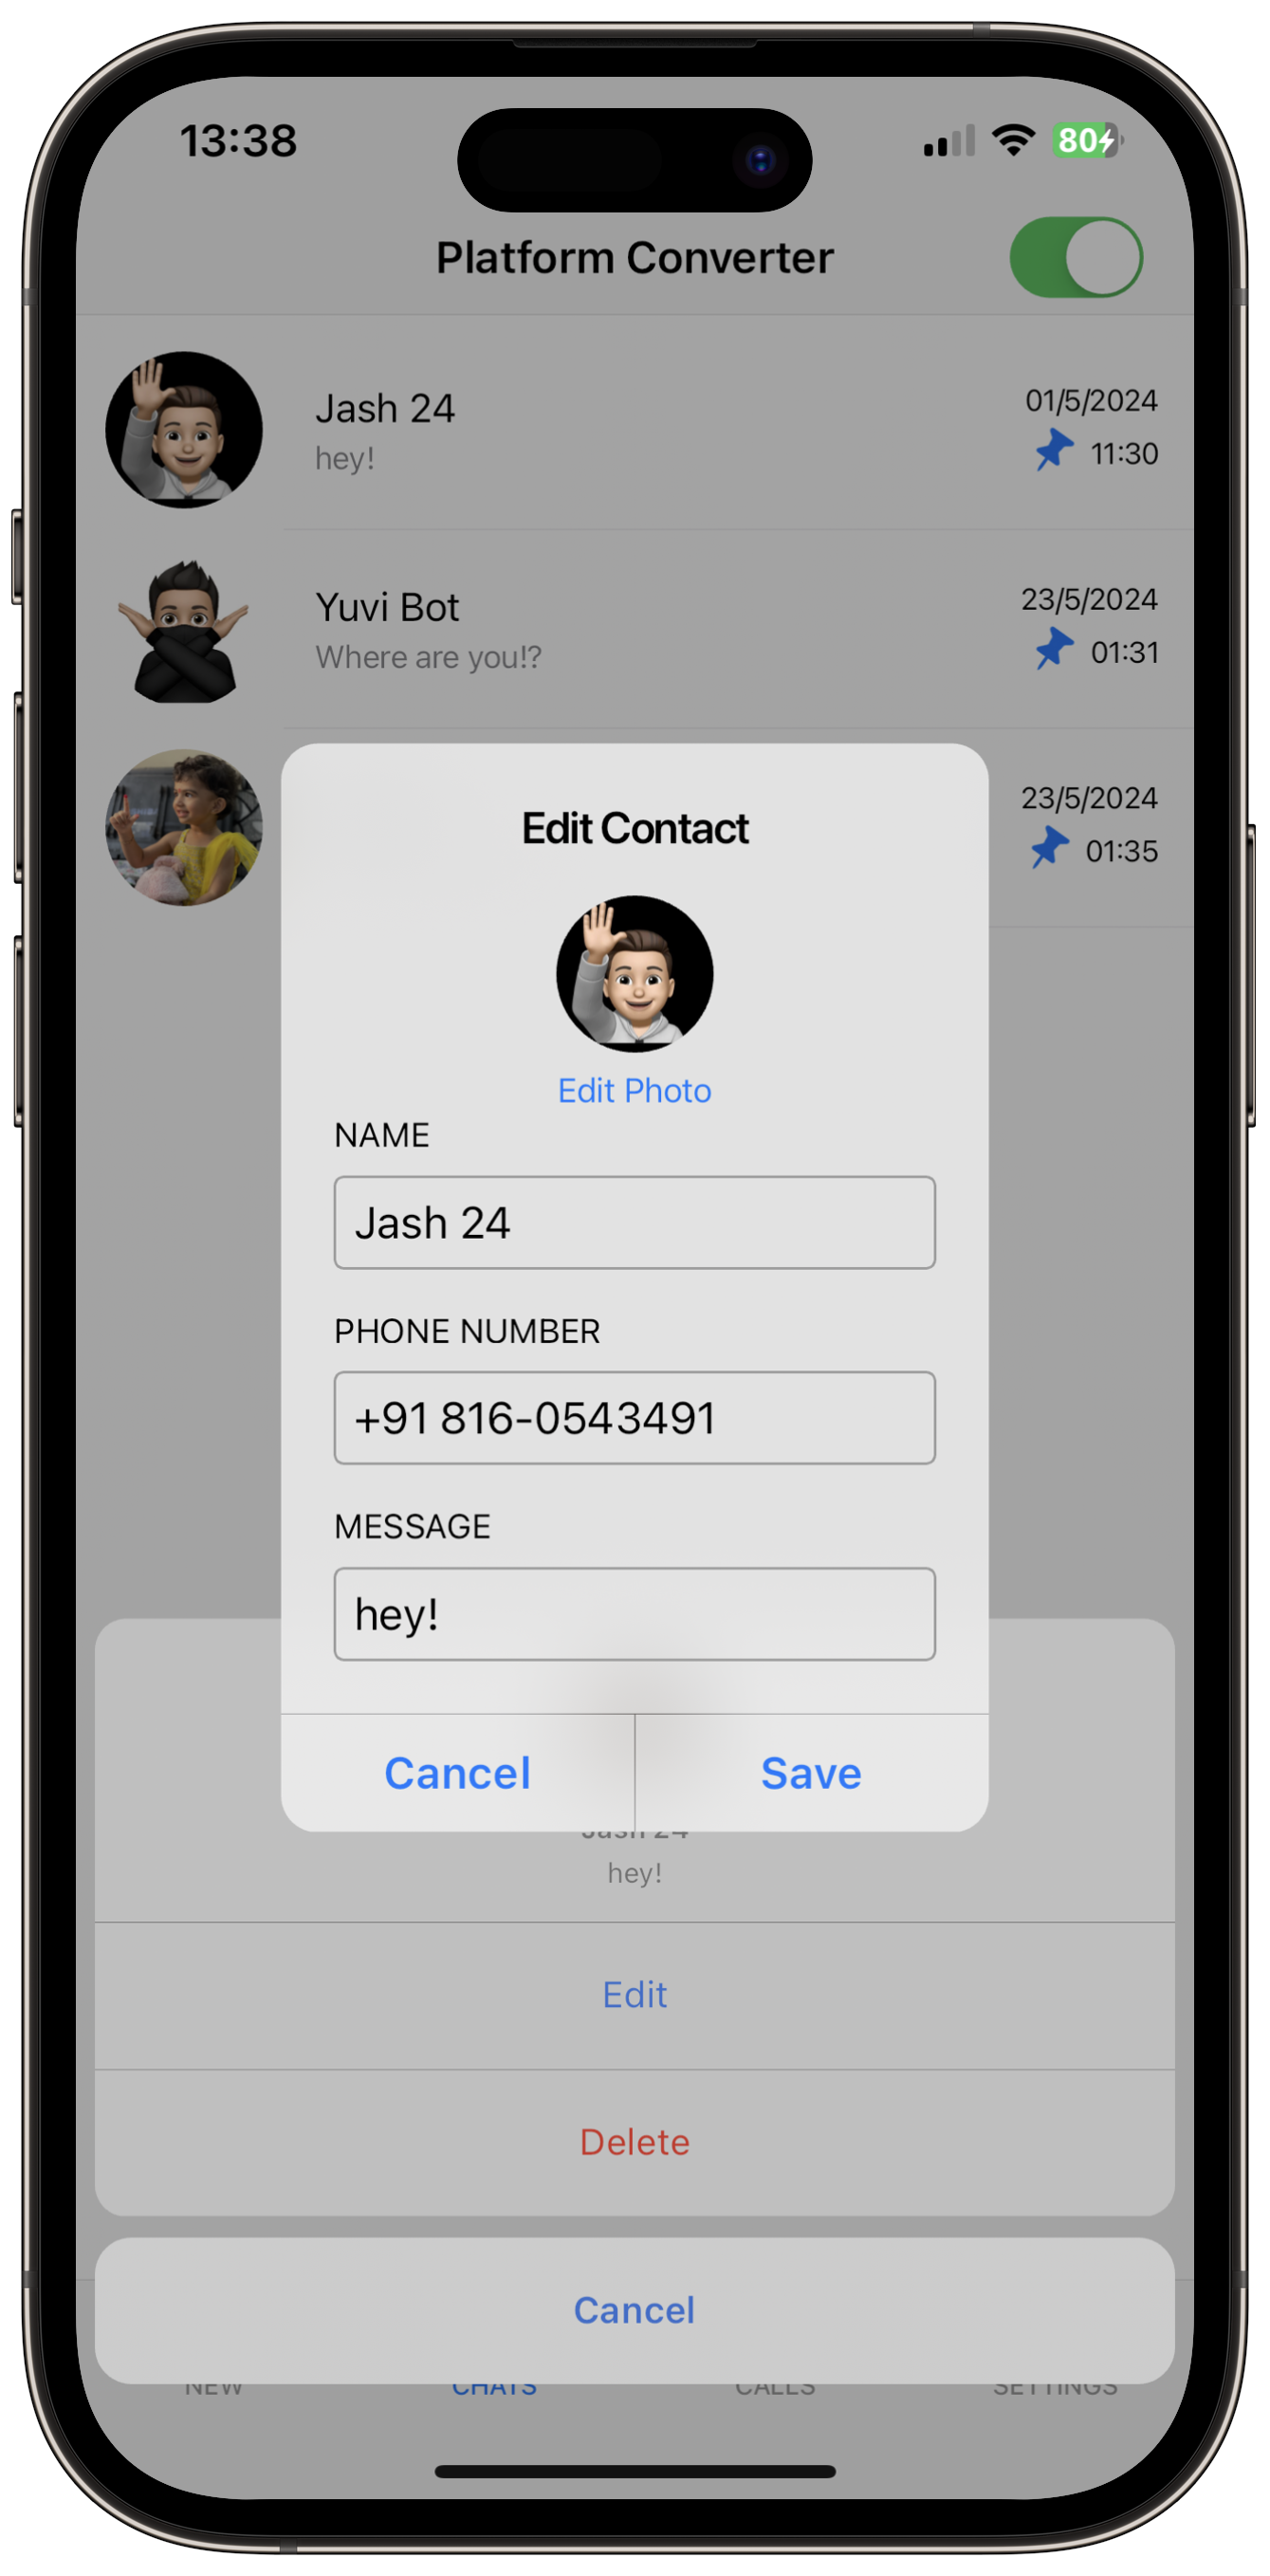 13:38
80
Platform Converter
Jash 24
01/5/2024
hey!
11:30
Yuvi Bot
23/5/2024
Where are you!?
01:31
23/5/2024
01:35
Edit Contact
Edit Photo
NAME
Jash 24
PHONE NUMBER
+91 816-0543491
MESSAGE
hey!
Cancel
Save
Jash 24
hey!
Edit
Delete
Cancel
NEW
CHATS
CALLS
SETTINGS